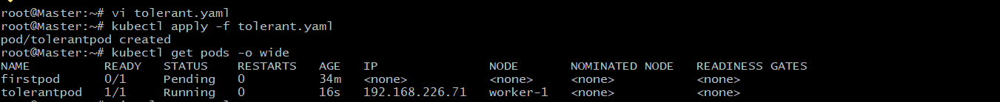 root@Master:~# vi tolerant.yaml
root@Master:~# kubectl apply -f tolerant.yaml
pod/tolerantpod created
root@Master:~# kubectl get pods -o wide
NAME READY STATUS RESTARTS AGE IP NODE NOMINATED NODE READINESS GATES
firstpod 0/1 Pending 0 34m <none> <none> <none> <none>
tolerantpod 1/1 Running 0 16s 192.168.226.71 worker-1 <none> <none>